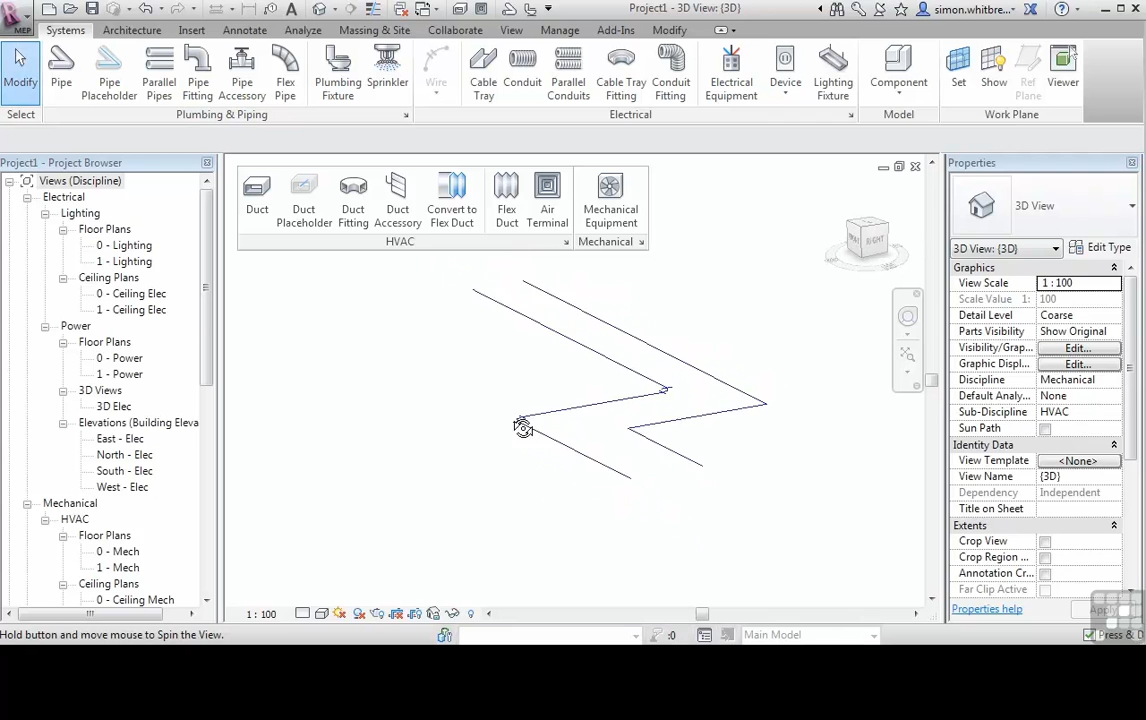 Project1 - 3D View: {3D}
simon.whitbre...
MEP
Systems Architecture Insert Annotate Analyze Massing & Site Collaborate View Manage Add-Ins Modify
Modify
Pipe
Pipe Placeholder
Parallel Pipes
Pipe Fitting
Pipe Accessory
Flex Pipe
Plumbing Fixture
Sprinkler
Wire
Cable Tray
Conduit
Parallel Conduits
Cable Tray Fitting
Conduit Fitting
Electrical Equipment
Device
Lighting Fixture
Component
Set
Show
Ref Plane
Viewer
Select
Plumbing & Piping
Electrical
Model
Work Plane
Project1 - Project Browser
Views (Discipline)
Electrical
Lighting
Floor Plans
0 - Lighting
1 - Lighting
Ceiling Plans
0 - Ceiling Elec
1 - Ceiling Elec
Power
Floor Plans
0 - Power
1 - Power
3D Views
3D Elec
Elevations (Building Eleva
East - Elec
North - Elec
South - Elec
West - Elec
Mechanical
HVAC
Floor Plans
0 - Mech
1 - Mech
Ceiling Plans
0 - Ceiling Mech
Duct
Duct Placeholder
Duct Fitting
Duct Accessory
Convert to Flex Duct
Flex Duct
Air Terminal
Mechanical Equipment
HVAC
Mechanical
RIGHT
Properties
3D View
3D View: {3D}
Edit Type
Graphics
View Scale 1 : 100
Scale Value 1: 100
Detail Level Coarse
Parts Visibility Show Original
Visibility/Grap... Edit...
Graphic Displ... Edit...
Discipline Mechanical
Default Analy... None
Sub-Discipline HVAC
Sun Path
Identity Data
View Template <None>
View Name {3D}
Dependency Independent
Title on Sheet
Extents
Crop View
Crop Region ...
Annotation Cr...
Far Clip Active
Properties help
Apply
1 : 100
Hold button and move mouse to Spin the View.
:0
Main Model
Press & D